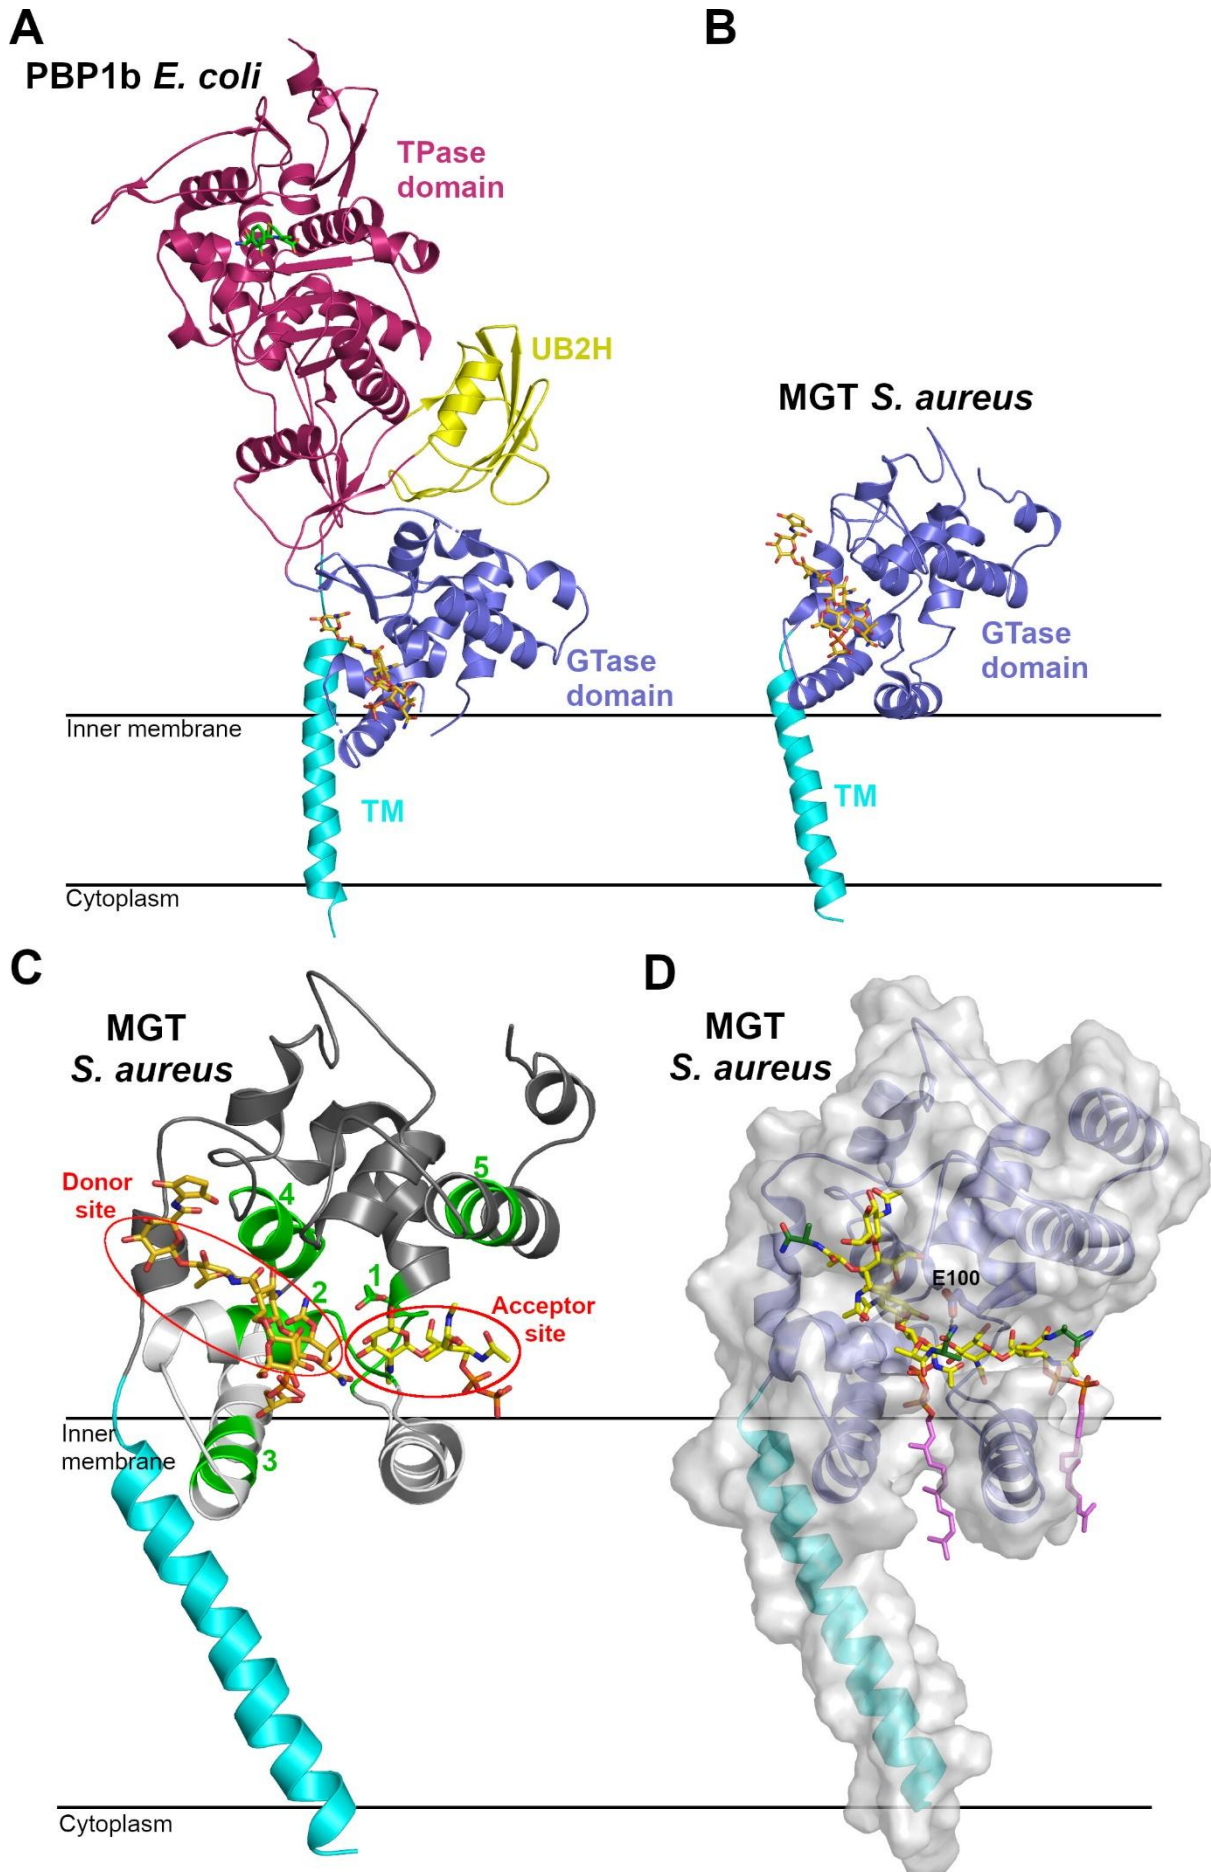 A
PBP1b E. coli
TPase
domain
UB2H
GTase
domain
Inner membrane
TM
Cytoplasm
B
MGT S. aureus
GTase
domain
TM
C
MGT
S. aureus
Donor
site
4
5
1
2
Acceptor
site
3
Inner
membrane
Cytoplasm
D
MGT
S. aureus
E100